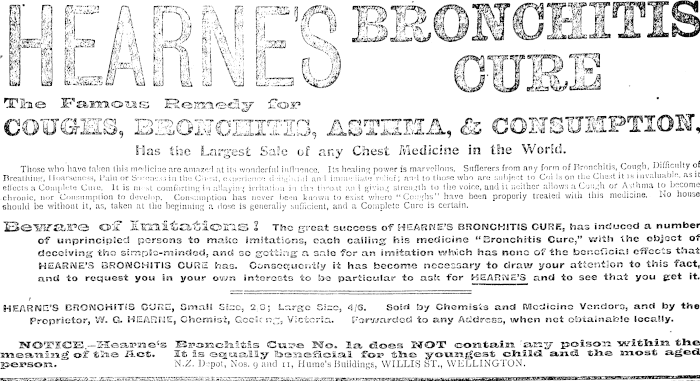 HEARNE'S BRONCHITIS
CURE
The Famous Remedy for
COUGHS, BRONCHITIS, ASTHMA, & CONSUMPTION.
Has the Largest Sale of any Chest Medicine in the World.
Those who have taken this medicine are amazed at its wonderful influence. Its healing power is marvellous. Sufferers from any form of Bronchitis, Cough, Difficulty of
Breathing, Hoarseness, Pain or Soreness in the Chest, experience delightful and immediate relief; and to those who are subject to Colds on the Chest it is invaluable, as it
effects a Complete Cure. It is most comforting in allaying irritation in the throat and giving strength to the voice, and it neither allows a Cough or Asthma to become
chronic, nor Consumption to develop. Consumption has never been known to exist where "Coughs" have been properly treated with this medicine. No house
should be without it, as, taken at the beginning a dose is generally sufficient, and a Complete Cure is certain.
Beware of Imitations! The great success of HEARNE'S BRONCHITIS CURE, has induced a number
of unprincipled persons to make imitations, each calling his medicine "Bronchitis Cure," with the object of
deceiving the simple-minded, and so getting a sale for an imitation which has none of the beneficial effects that
HEARNE'S BRONCHITIS CURE has. Consequently it has become necessary to draw your attention to this fact,
and to request you in your own interests to be particular to ask for HEARNE'S and to see that you get it.
HEARNE'S BRONCHITIS CURE, Small Size, 2/6; Large Size, 4/6. Sold by Chemists and Medicine Vendors, and by the
Proprietor, W. G. HEARNE, Chemist, Geelong, Victoria. Forwarded to any Address, when not obtainable locally.
NOTICE.—Hearne's Bronchitis Cure No. 1a does NOT contain any poison within the
meaning of the Act. It is equally beneficial for the youngest child and the most aged
person. N.Z. Depot, Nos. 9 and 11, Hume's Buildings, WILLIS ST., WELLINGTON.